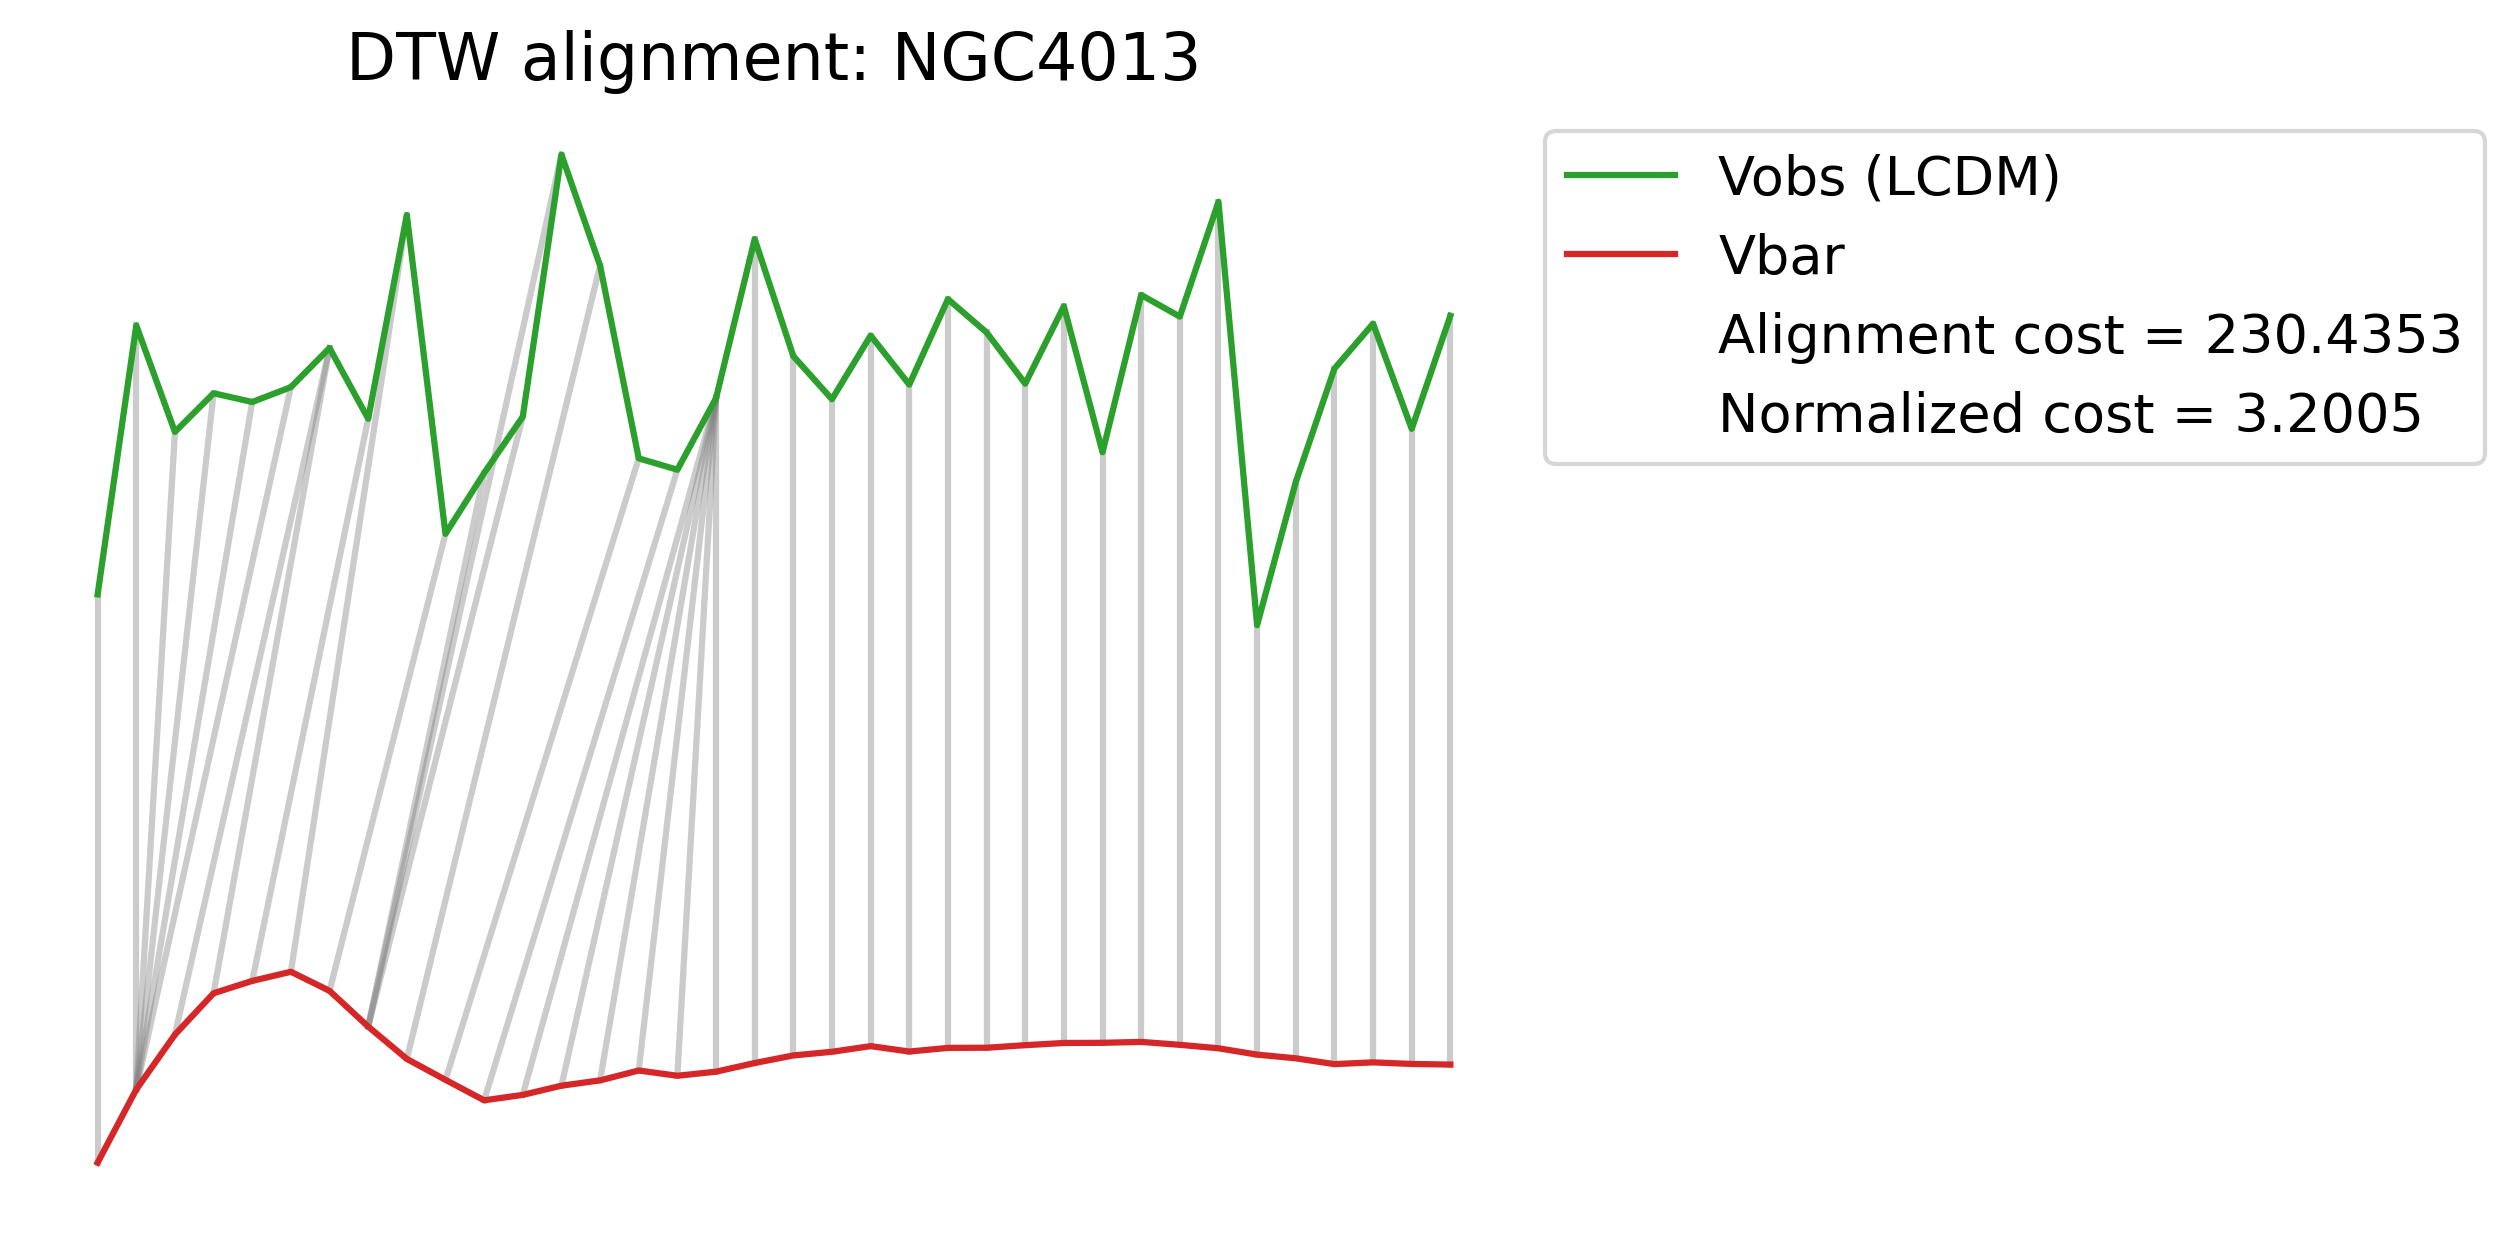 DTW alignment: NGC4013
Vobs (LCDM)
Vbar
Alignment cost = 230.4353
Normalized cost = 3.2005